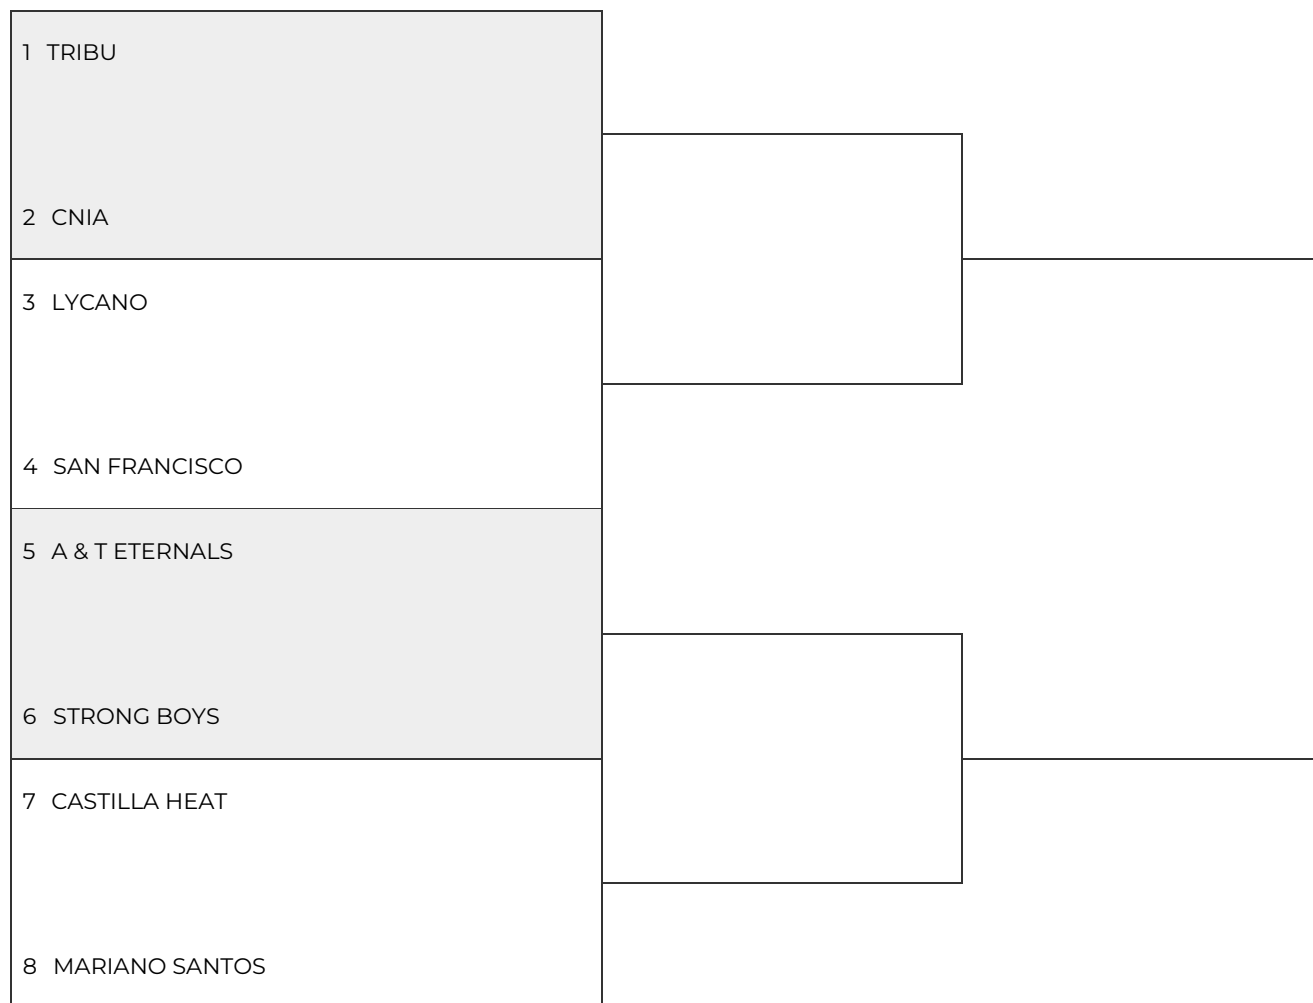 1 TRIBU
2 CNIA
3 LYCANO
4 SAN FRANCISCO
5 A & T ETERNALS
6 STRONG BOYS
7 CASTILLA HEAT
8 MARIANO SANTOS